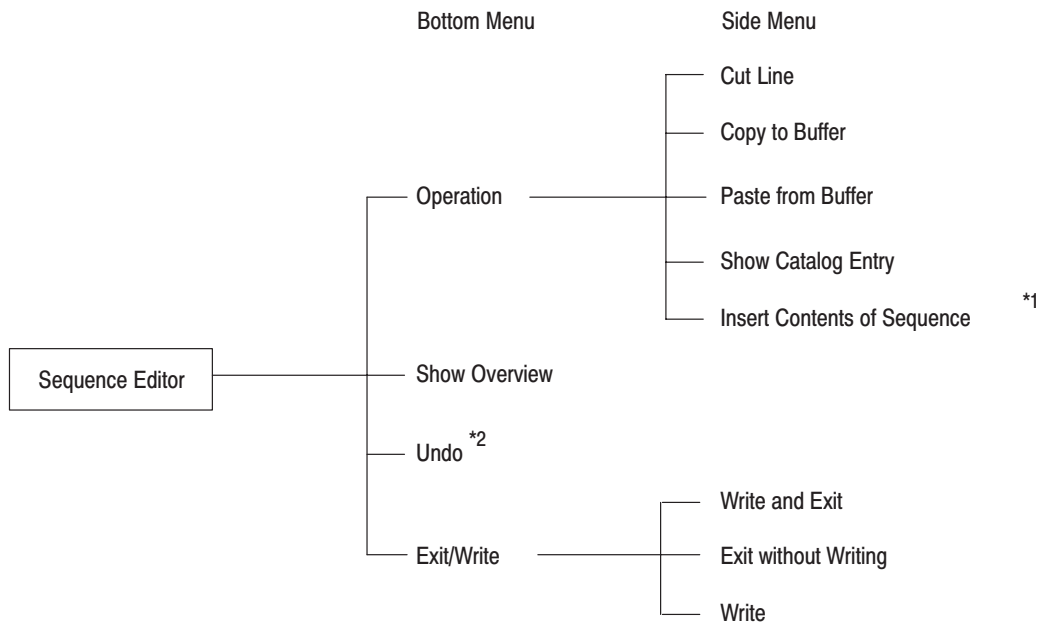 Bottom Menu Side Menu
Cut Line
Copy to Buffer
Operation Paste from Buffer
Show Catalog Entry
Insert Contents of Sequence *1
Sequence Editor Show Overview
Undo *2
Write and Exit
Exit/Write Exit without Writing
Write